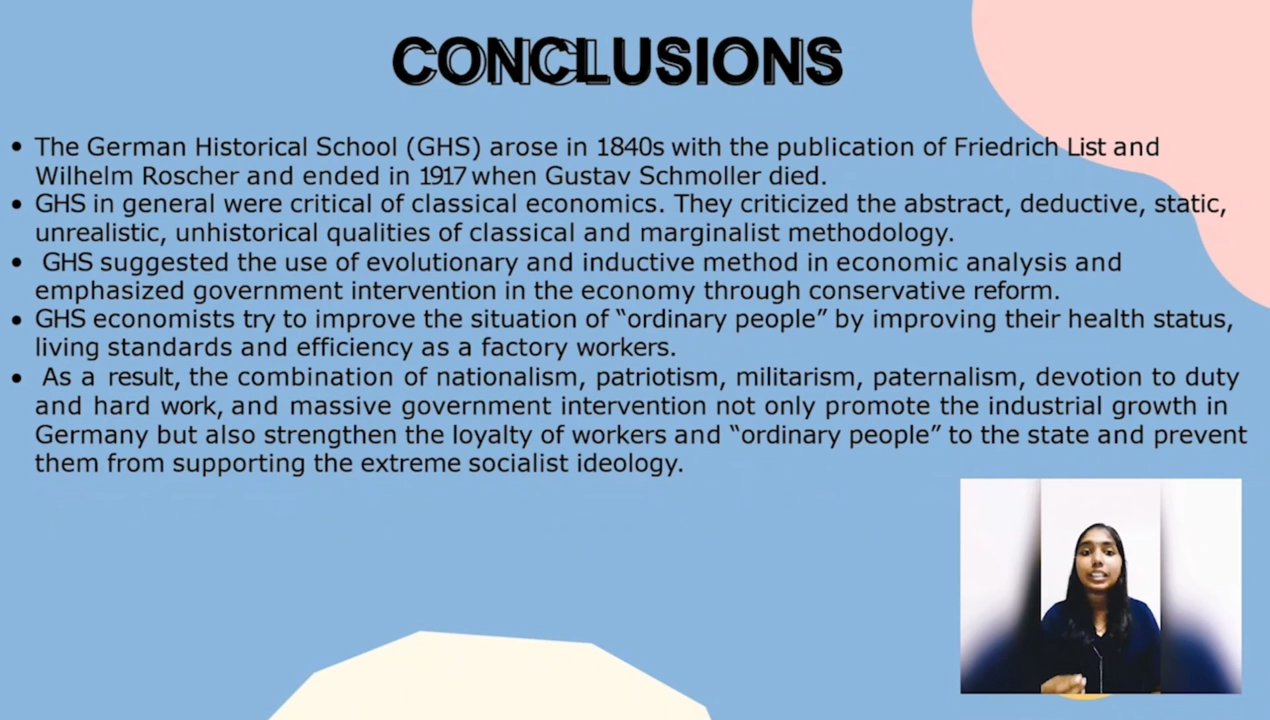 CONCLUSIONS
• The German Historical School (GHS) arose in 1840s with the publication of Friedrich List and
Wilhelm Roscher and ended in 1917 when Gustav Schmoller died.
• GHS in general were critical of classical economics. They criticized the abstract, deductive, static,
unrealistic, unhistorical qualities of classical and marginalist methodology.
• GHS suggested the use of evolutionary and inductive method in economic analysis and
emphasized government intervention in the economy through conservative reform.
• GHS economists try to improve the situation of “ordinary people” by improving their health status,
living standards and efficiency as a factory workers.
• As a result, the combination of nationalism, patriotism, militarism, paternalism, devotion to duty
and hard work, and massive government intervention not only promote the industrial growth in
Germany but also strengthen the loyalty of workers and “ordinary people” to the state and prevent
them from supporting the extreme socialist ideology.